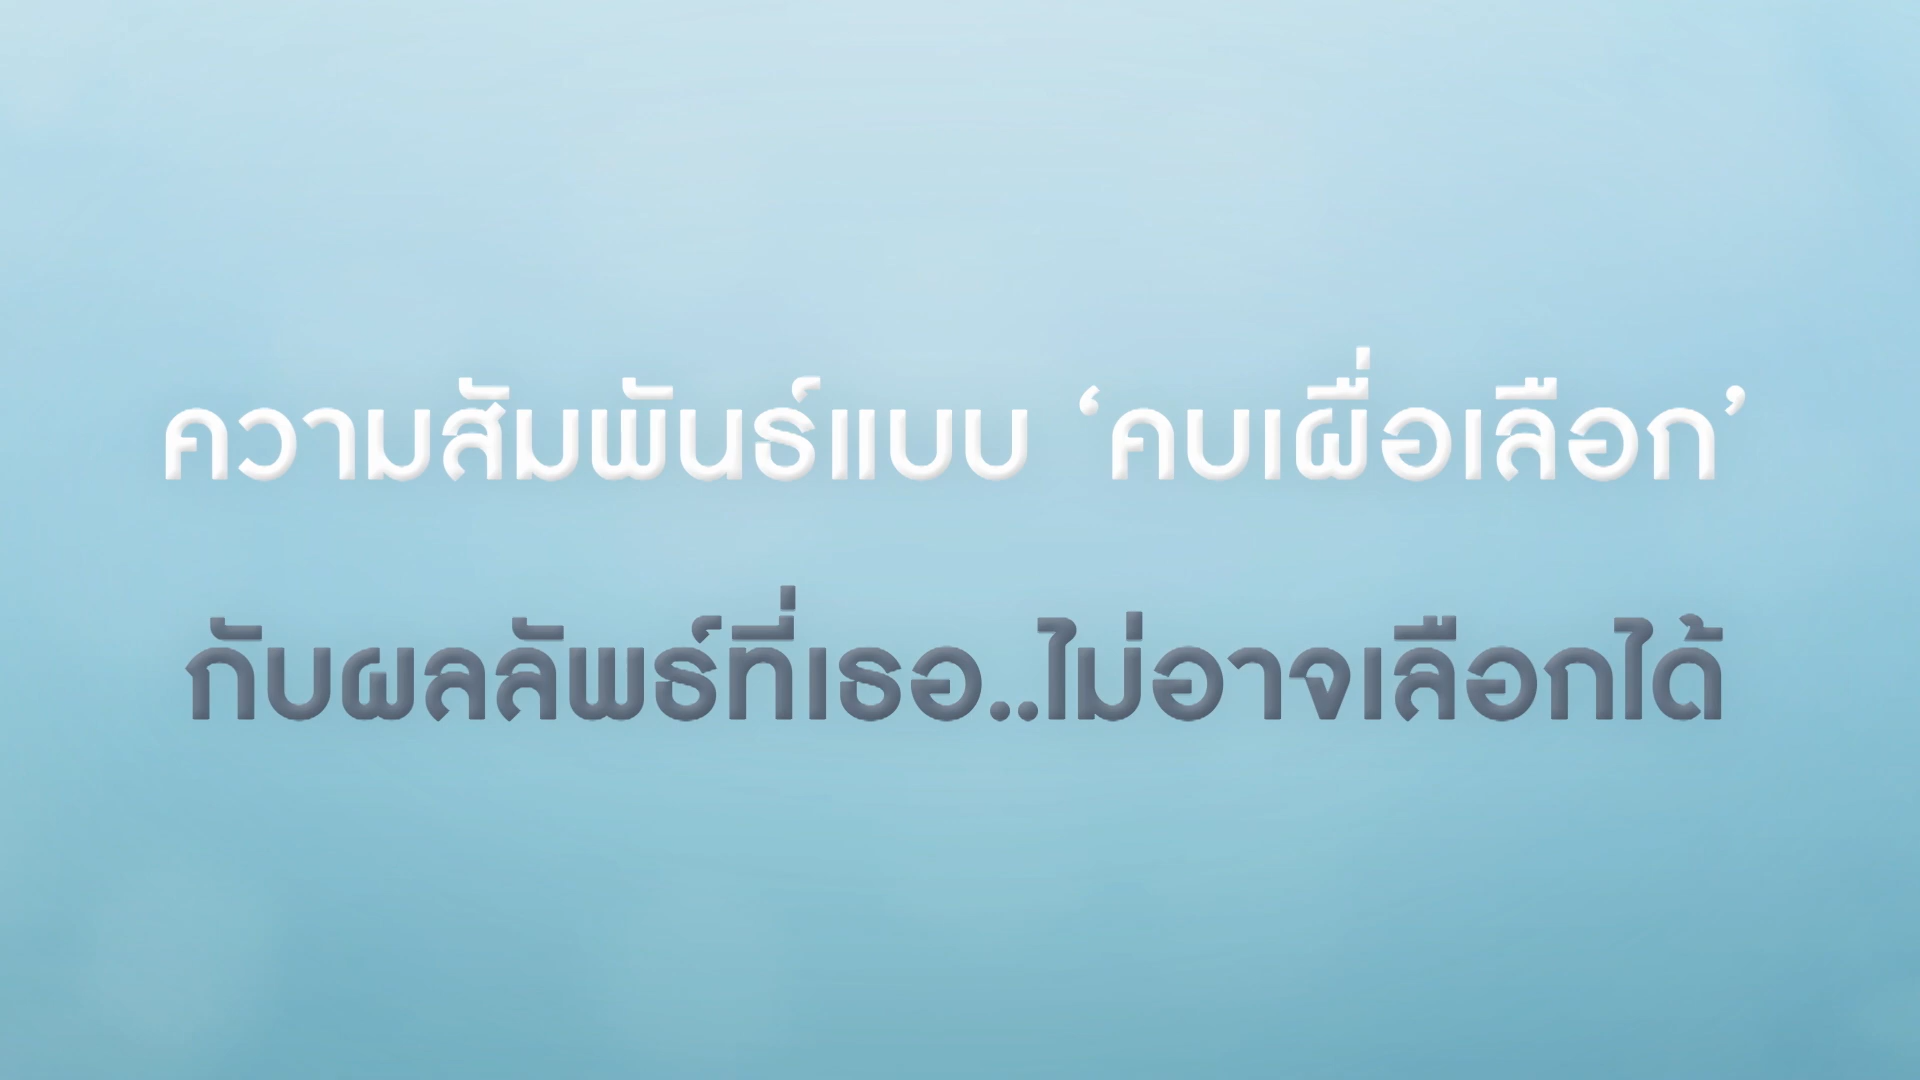 ความสัมพันธ์แบบ ‘คบเผื่อเลือก’
กับผลลัพธ์ที่เธอ..ไม่อาจเลือกได้